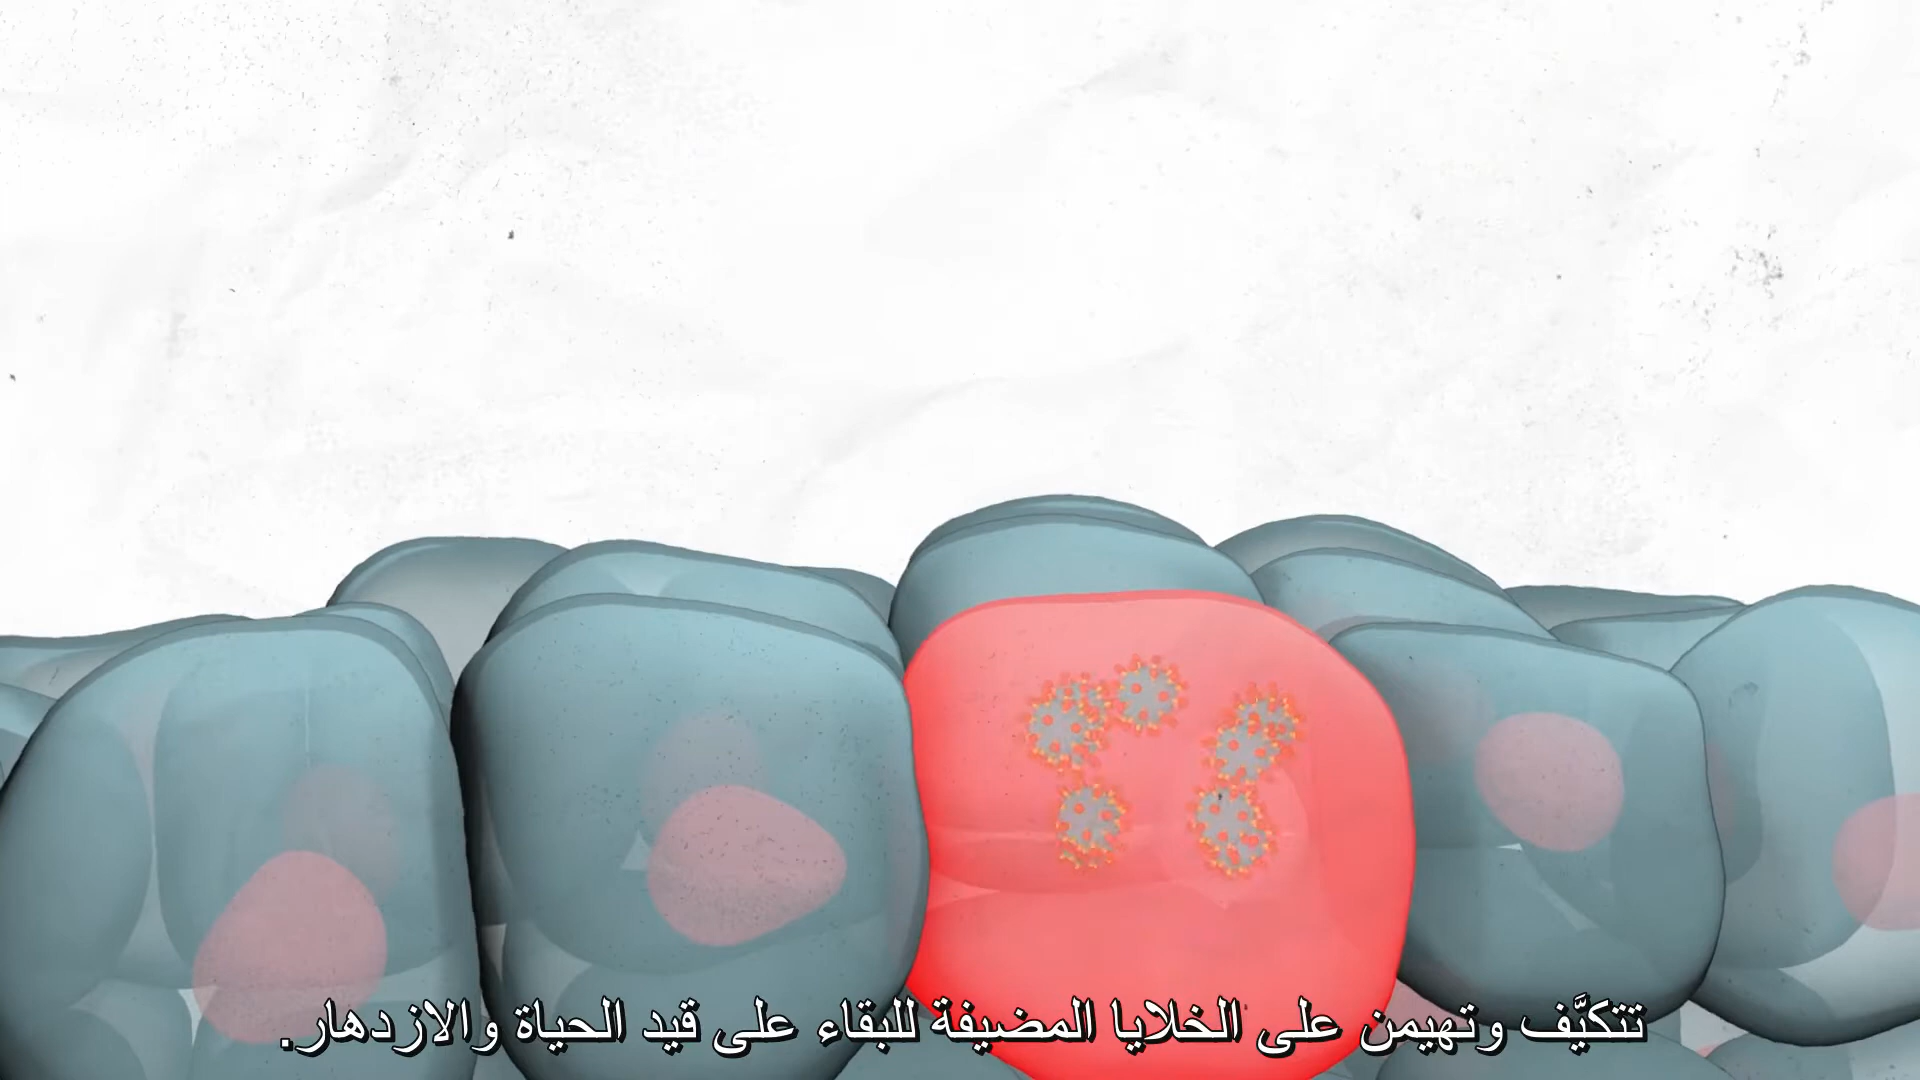 تتكيَّف وتهيمن على الخلايا المضيفة للبقاء على قيد الحياة والازدهار.